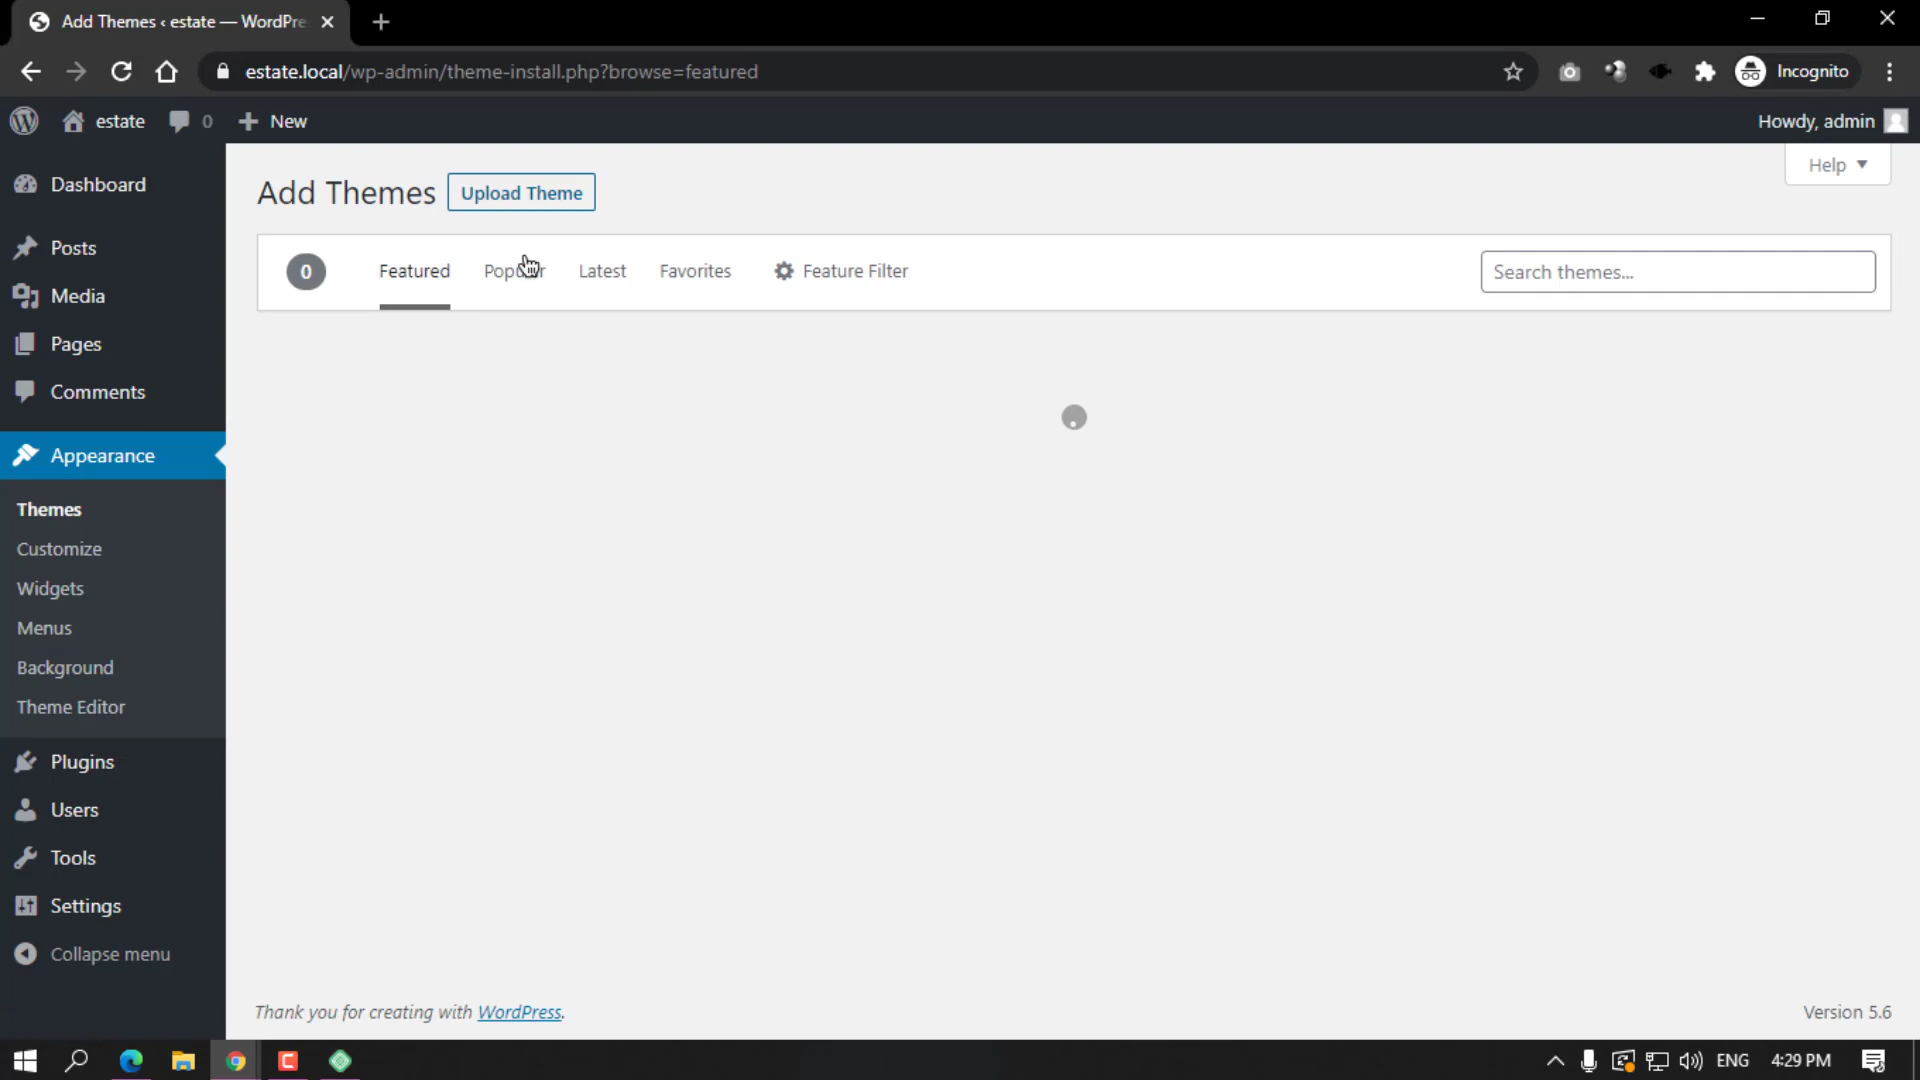 Add Themes ‹ estate — WordPre
estate.local/wp-admin/theme-install.php?browse=featured
Incognito
estate
0
New
Howdy, admin
Help
Dashboard
Posts
Media
Pages
Comments
Appearance
Themes
Customize
Widgets
Menus
Background
Theme Editor
Plugins
Users
Tools
Settings
Collapse menu
Add Themes
Upload Theme
0
Featured
Popular
Latest
Favorites
Feature Filter
Search themes...
Thank you for creating with WordPress.
Version 5.6
ENG
4:29 PM